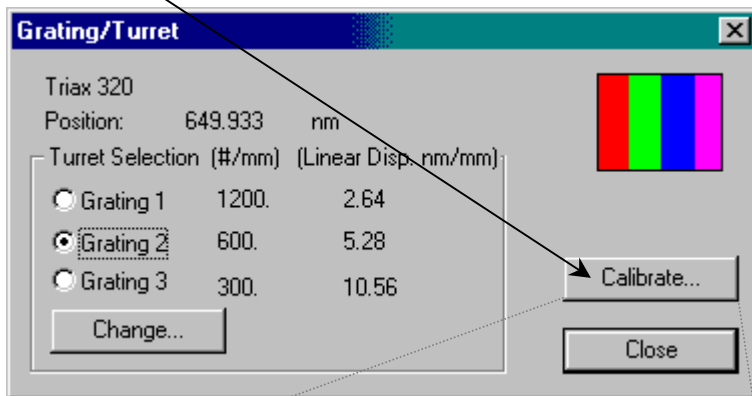 Grating/Turret
Triax 320
Position: 649.933 nm
Turret Selection (#/mm) (Linear Disp. nm/mm)
Grating 1 1200. 2.64
Grating 2 600. 5.28
Grating 3 300. 10.56
Calibrate...
Change...
Close